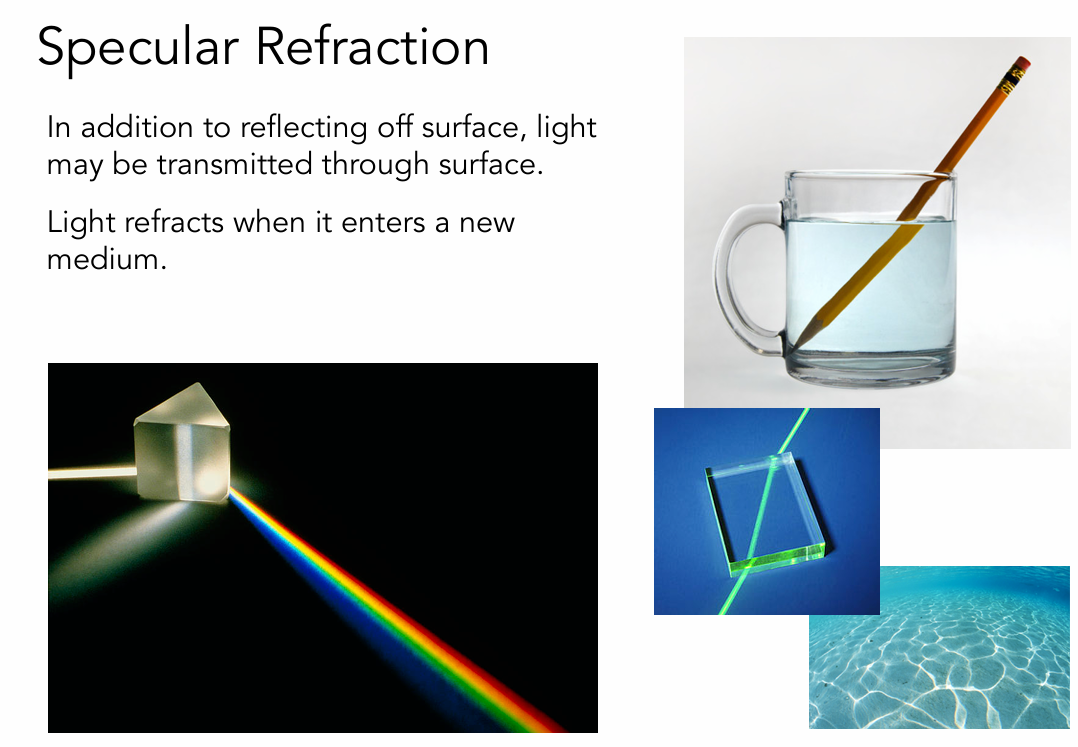 Specular Refraction
In addition to reflecting off surface, light
may be transmitted through surface.
Light refracts when it enters a new
medium.